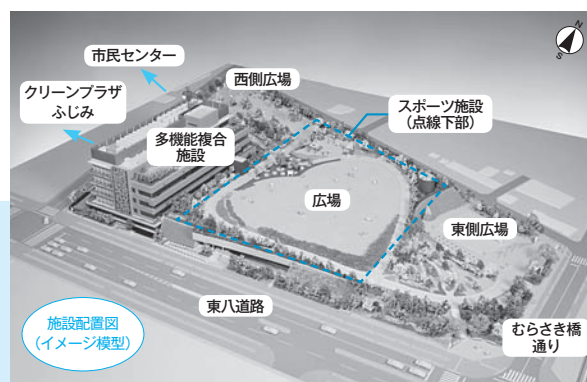 市民センター
クリーンプラザ
ふじみ
西側広場
スポーツ施設
（点線下部）
多機能複合
施設
広場
東側広場
東八道路
むらさき橋
通り
施設配置図
（イメージ模型）
N
S